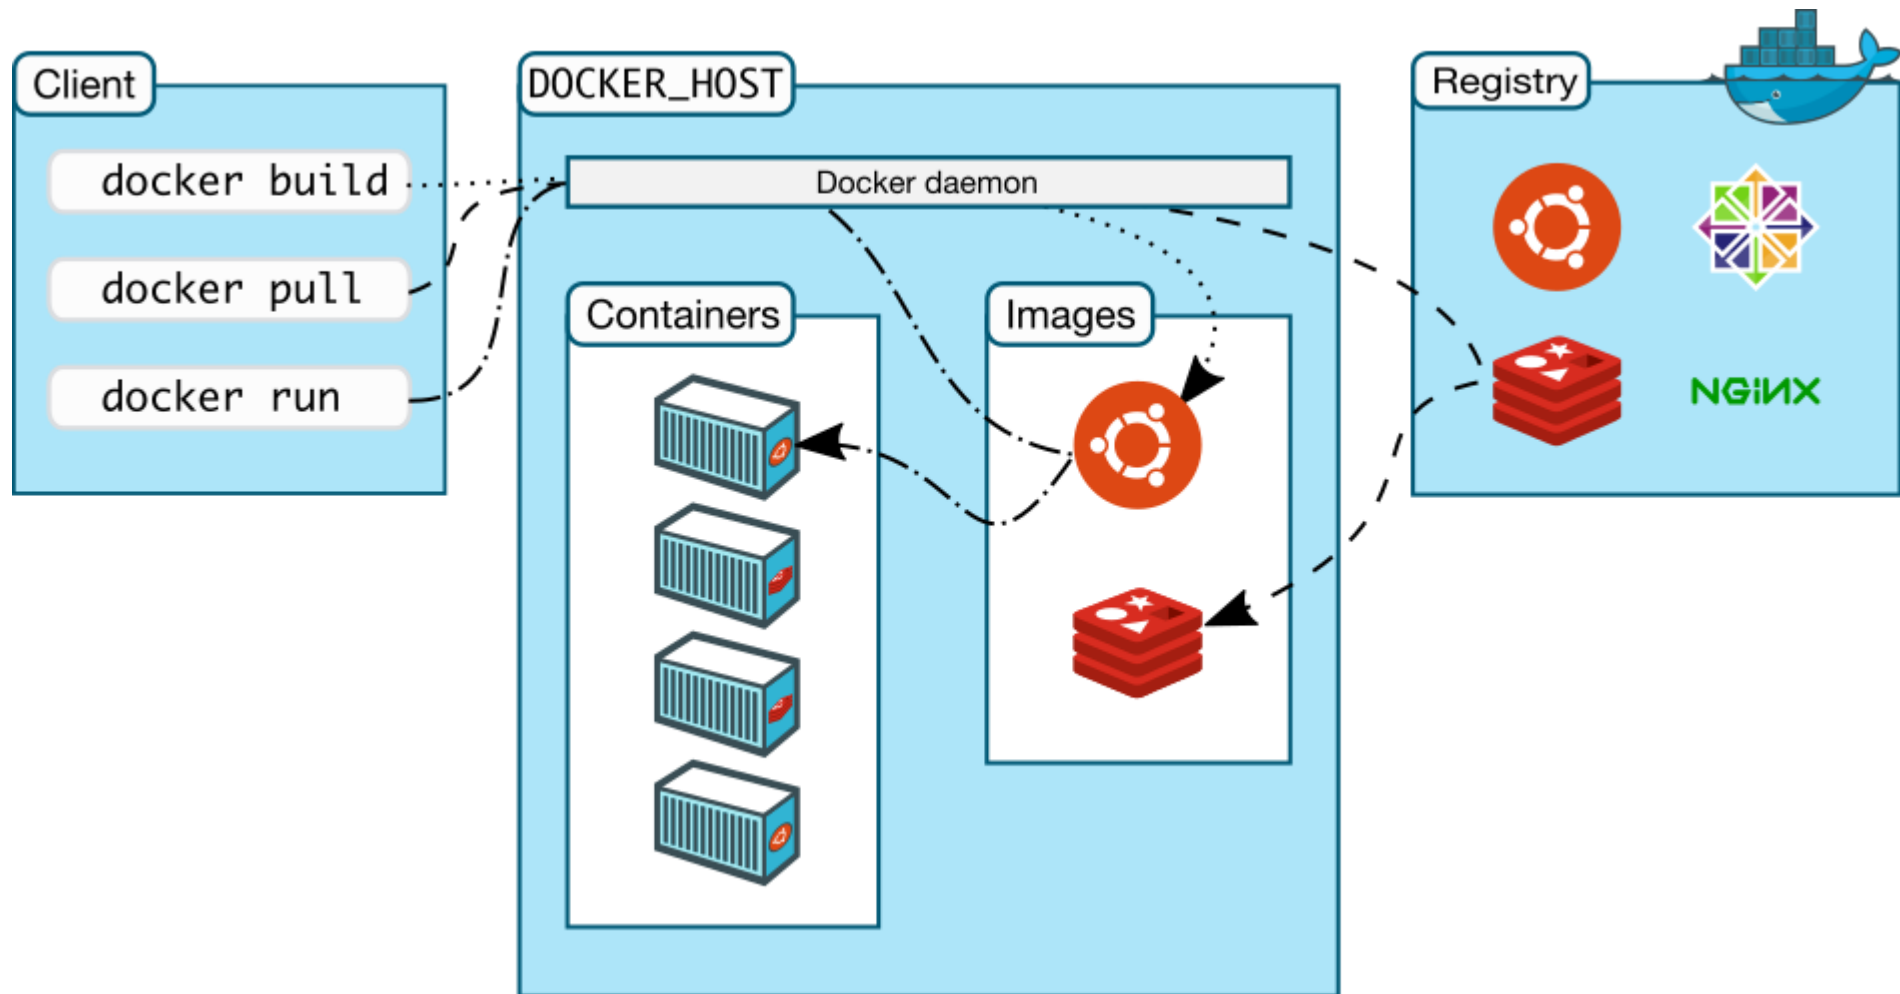 Client
docker build
docker pull
docker run
DOCKER_HOST
Docker daemon
Containers
Images
Registry
NGiNX